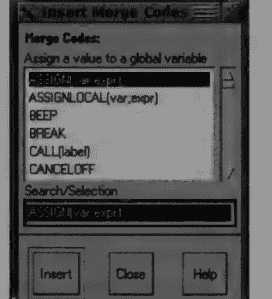 Insert Merge Codes
Merge Codes:
Assign a value to a global variable
ASSIGN(var;expr)
ASSIGNLOCAL(var;expr)
BEEP
BREAK
CALL(label)
CANCELOFF
Search/Selection
ASSIGN(var;expr)
Insert
Close
Help